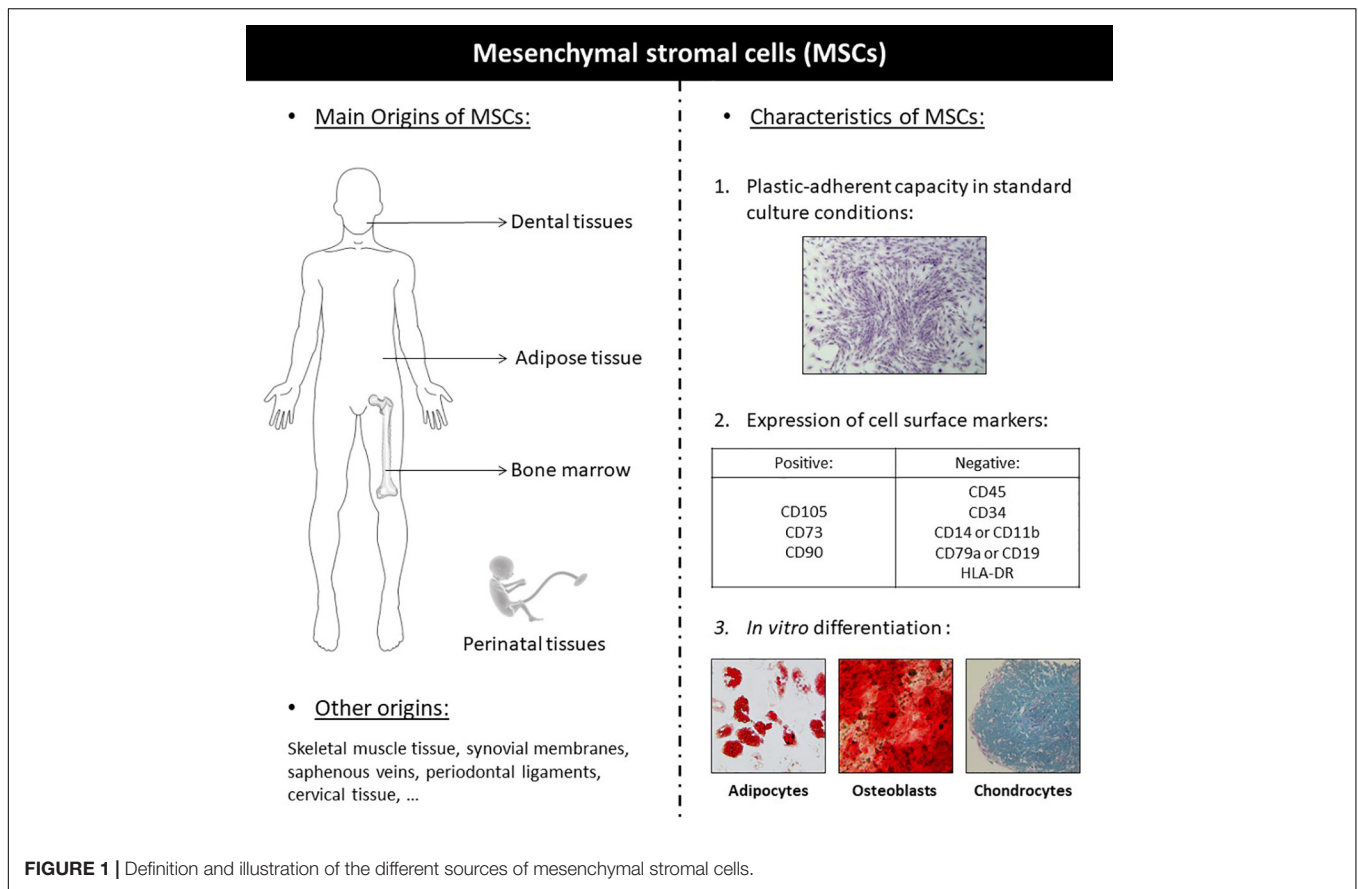 Mesenchymal stromal cells (MSCs)
• Main Origins of MSCs:
Dental tissues
Adipose tissue
Bone marrow
Perinatal tissues
• Other origins:
Skeletal muscle tissue, synovial membranes,
saphenous veins, periodontal ligaments,
cervical tissue, ...
• Characteristics of MSCs:
1. Plastic-adherent capacity in standard
culture conditions:
2. Expression of cell surface markers:
Positive: Negative:
CD45
CD105 CD34
CD73 CD14 or CD11b
CD90 CD79a or CD19
HLA-DR
3. In vitro differentiation :
Adipocytes Osteoblasts Chondrocytes
FIGURE 1 | Definition and illustration of the different sources of mesenchymal stromal cells.